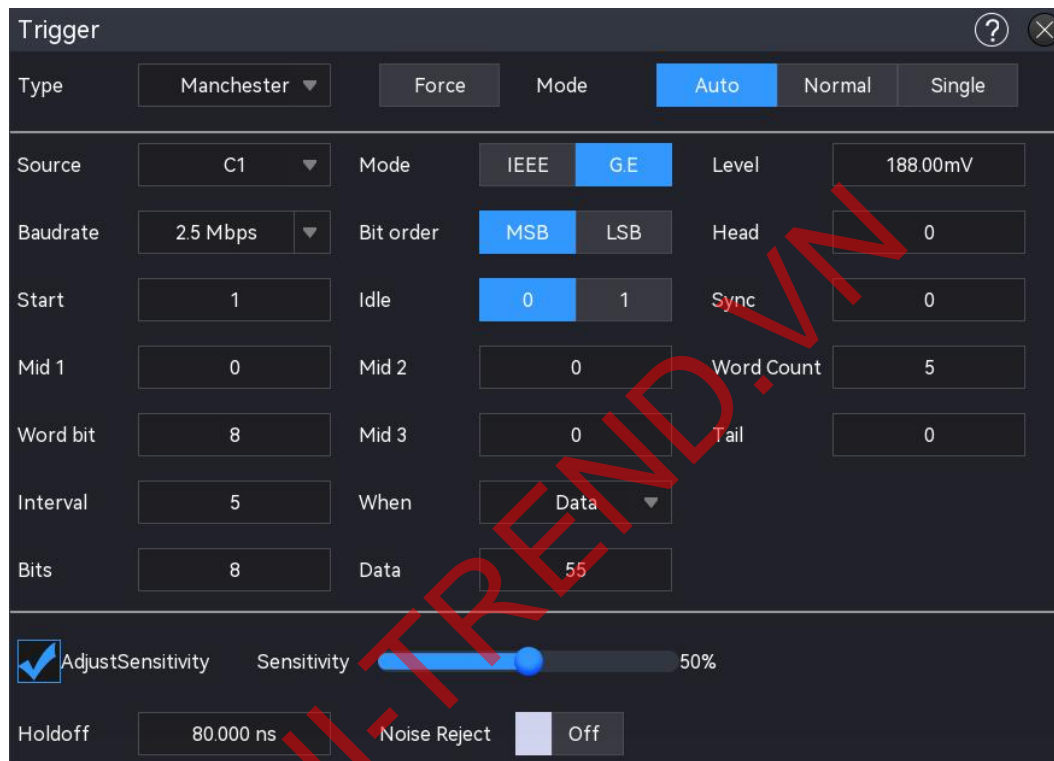 Trigger ?
Type Manchester Force Mode Auto Normal Single
Source C1 Mode IEEE G.E Level 188.00mV
Baudrate 2.5 Mbps Bit order MSB LSB Head 0
Start 1 Idle 0 1 Sync 0
Mid 1 0 Mid 2 0 Word Count 5
Word bit 8 Mid 3 0 Tail 0
Interval 5 When Data
Bits 8 Data 55
AdjustSensitivity Sensitivity 50%
Holdoff 80.000 ns Noise Reject Off
I-TREND.VN